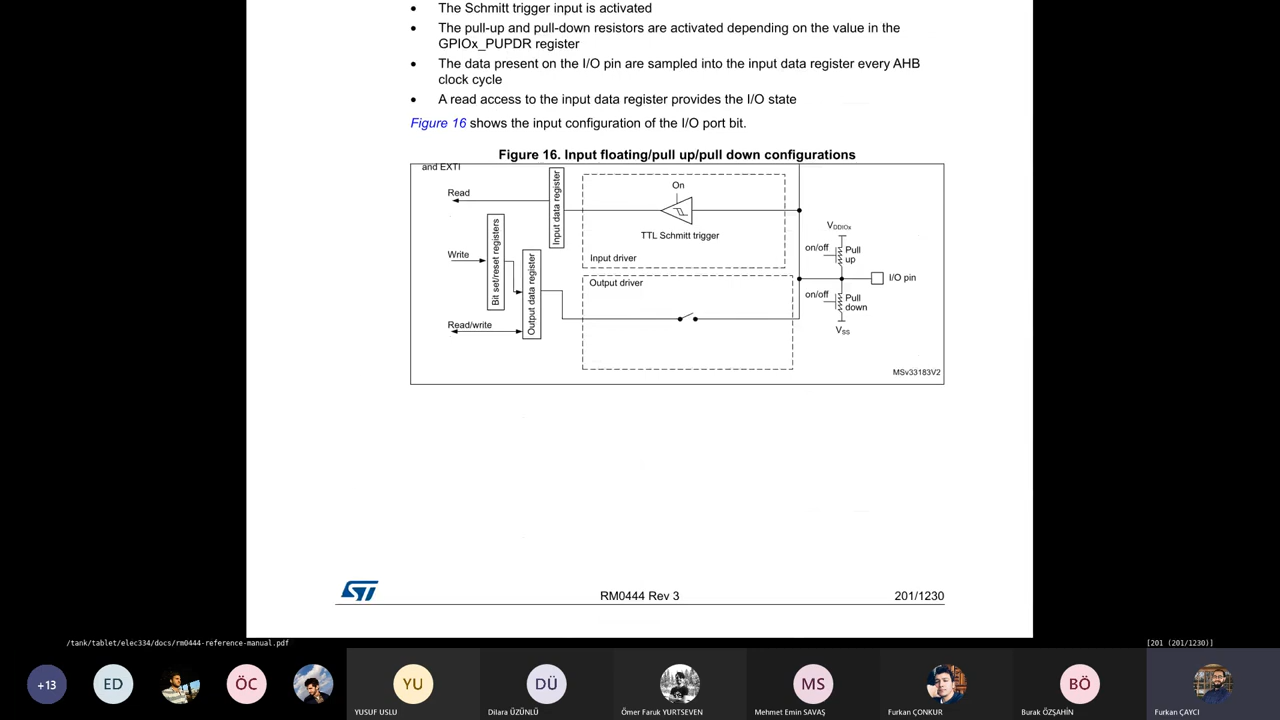 The Schmitt trigger input is activated
The pull-up and pull-down resistors are activated depending on the value in the
GPIOx_PUPDR register
The data present on the I/O pin are sampled into the input data register every AHB
clock cycle
A read access to the input data register provides the I/O state
Figure 16 shows the input configuration of the I/O port bit.
Figure 16. Input floating/pull up/pull down configurations
and EXTI
Read
Write
Read/write
Bit set/reset registers
Input data register
Output data register
On
TTL Schmitt trigger
Input driver
Output driver
VDDIOx
on/off
Pull
up
I/O pin
on/off
Pull
down
VSS
MSv33183V2
ST
RM0444 Rev 3
201/1230
/tank/tablet/elec334/docs/rm0444-reference-manual.pdf
[201 (201/1230)]
+13
ED
ÖC
YU
YUSUF USLU
DÜ
Dilara ÜZÜNLÜ
Ömer Faruk YURTSEVEN
MS
Mehmet Emin SAVAŞ
Furkan ÇONKUR
BÖ
Burak ÖZŞAHİN
Furkan ÇAYCI